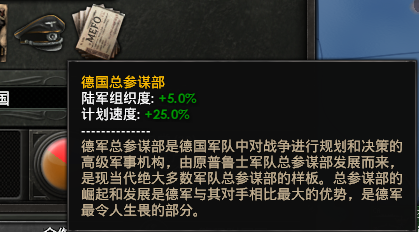 MEFO
国
德国总参谋部
陆军组织度: +5.0%
计划速度: +25.0%
--------------
德军总参谋部是德国军队中对战争进行规划和决策的
高级军事机构，由原普鲁士军队总参谋部发展而来，
是现当代绝大多数军队总参谋部的样板。总参谋部的
崛起和发展是德军与其对手相比最大的优势，是德军
最令人生畏的部分。